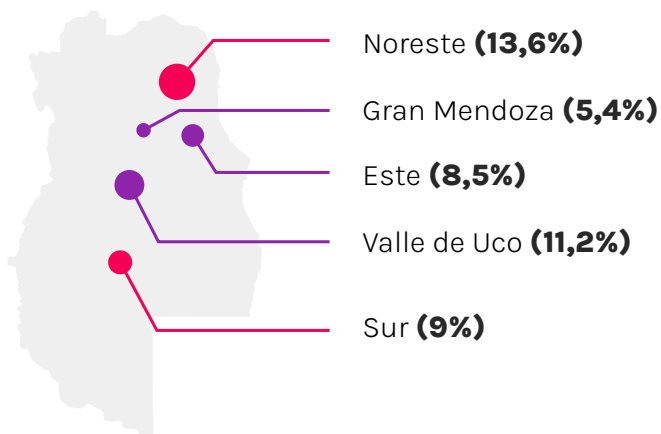 Noreste (13,6%)
Gran Mendoza (5,4%)
Este (8,5%)
Valle de Uco (11,2%)
Sur (9%)